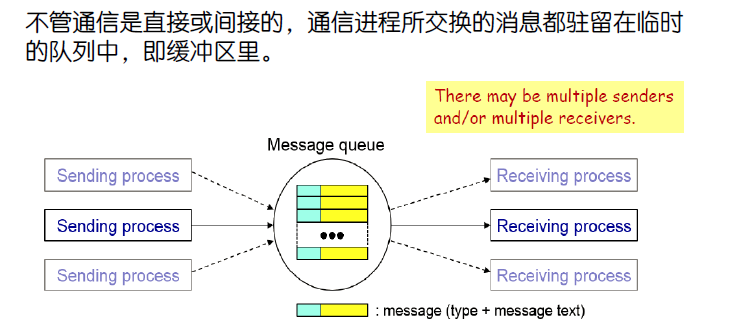 不管通信是直接或间接的，通信进程所交换的消息都驻留在临时
的队列中，即缓冲区里。
There may be multiple senders
and/or multiple receivers.
Message queue
Sending process
Receiving process
Sending process
Receiving process
Sending process
Receiving process
: message (type + message text)